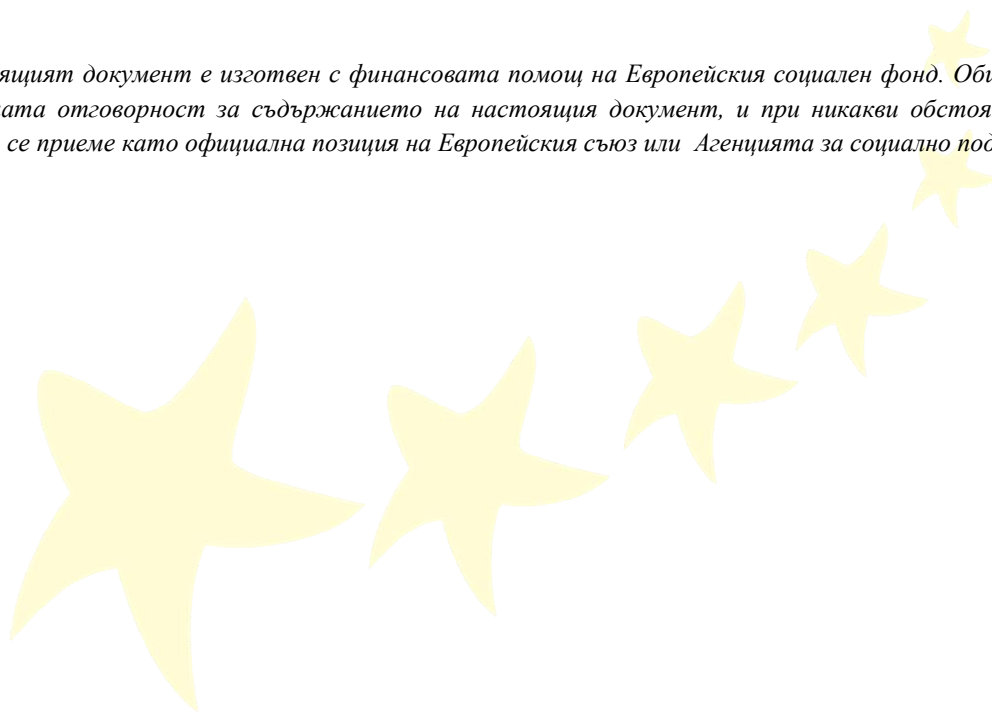 ящият документ е изготвен с финансовата помощ на Европейския социален фонд. Оби
ата отговорност за съдържанието на настоящия документ, и при никакви обстоя
се приеме като официална позиция на Европейския съюз или Агенцията за социално под